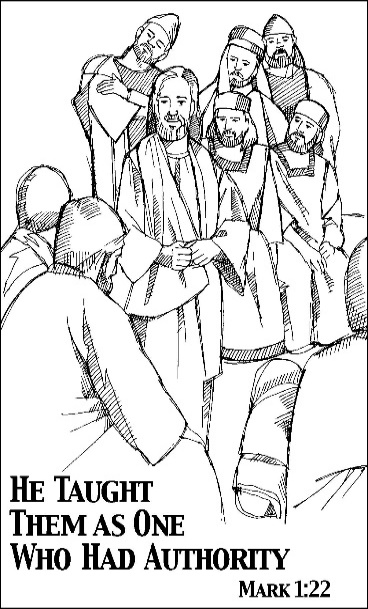 He Taught
Them as One
Who Had Authority
Mark 1:22